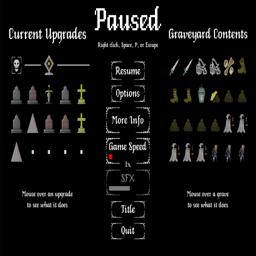 Paused
Right click, Space, P, or Escape
Current Upgrades
Graveyard Contents
Resume
Options
More Info
Game Speed
1x
SFX
Title
Quit
Mouse over an upgrade
to see what it does
Mouse over a grave
to see what it does